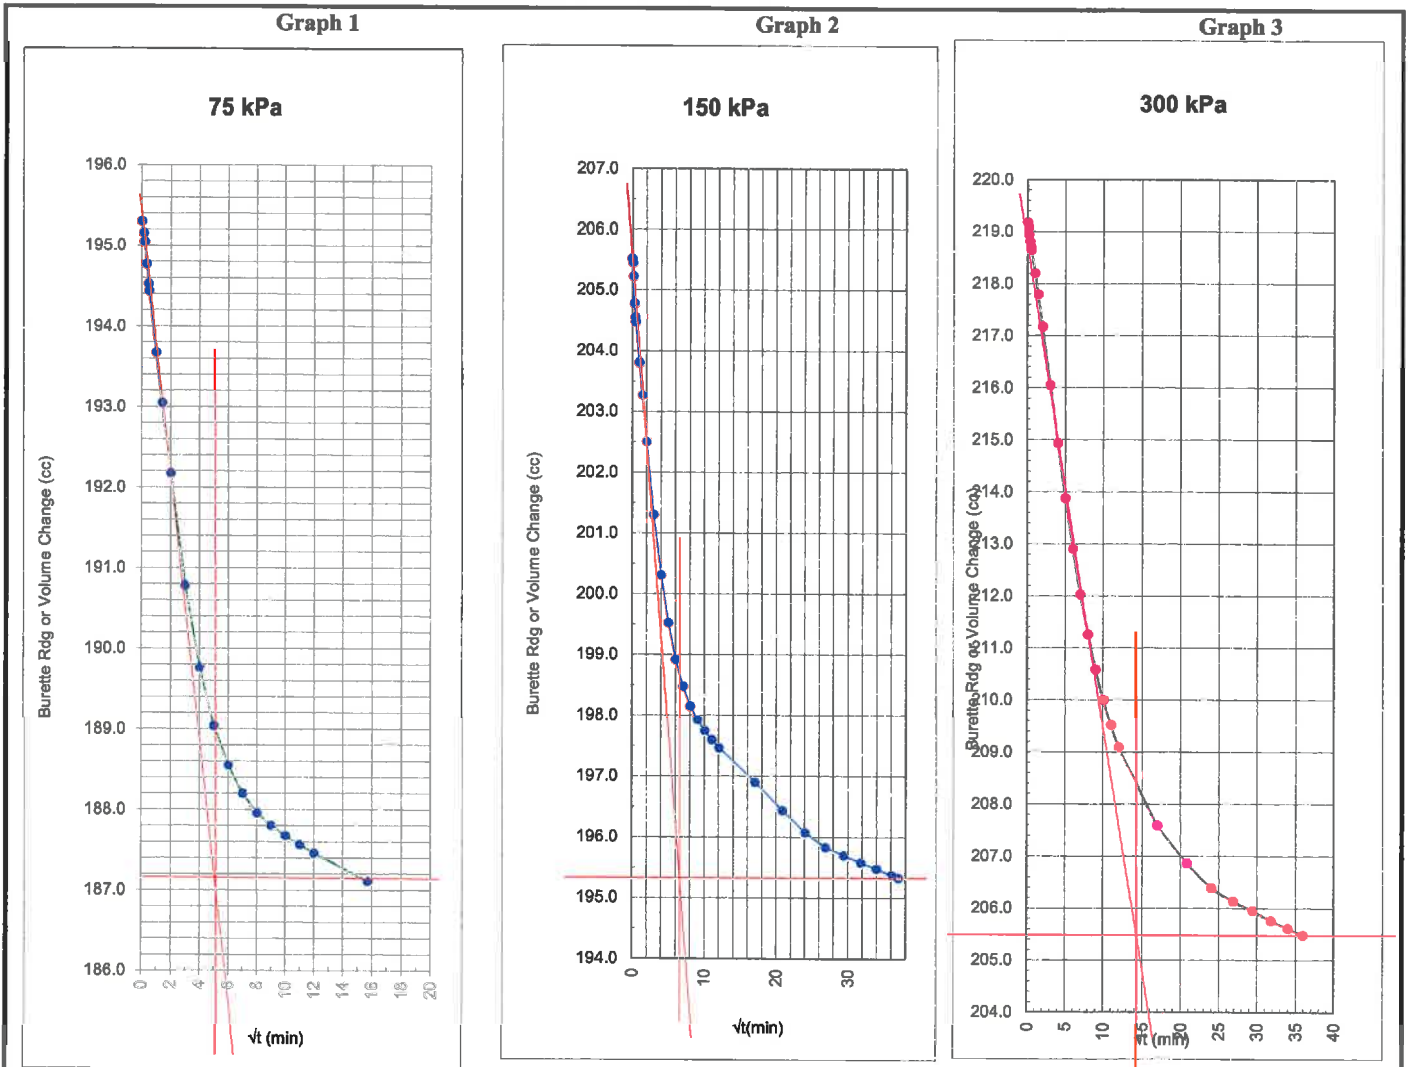 Graph 1
75 kPa
196.0
195.0
194.0
193.0
192.0
191.0
190.0
189.0
188.0
187.0
186.0
Burette Rdg or Volume Change (cc)
0 2 4 6 8 10 12 14 16 18 20
√t (min)
Graph 2
150 kPa
207.0
206.0
205.0
204.0
203.0
202.0
201.0
200.0
199.0
198.0
197.0
196.0
195.0
194.0
Burette Rdg or Volume Change (cc)
0 10 20 30
√t(min)
Graph 3
300 kPa
220.0
219.0
218.0
217.0
216.0
215.0
214.0
213.0
212.0
211.0
210.0
209.0
208.0
207.0
206.0
205.0
204.0
Burette Rdg or Volume Change (cc)
0 5 10 15 20 25 30 35 40
√t (min)